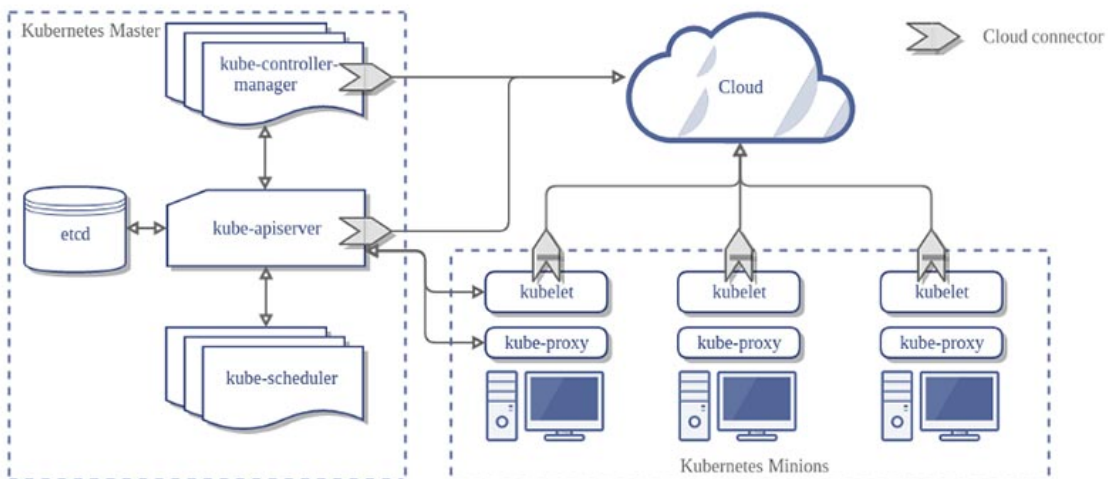 Kubernetes Master
kube-controller-
manager
Cloud
Cloud connector
etcd
kube-apiserver
kubelet
kubelet
kubelet
kube-proxy
kube-proxy
kube-proxy
kube-scheduler
Kubernetes Minions